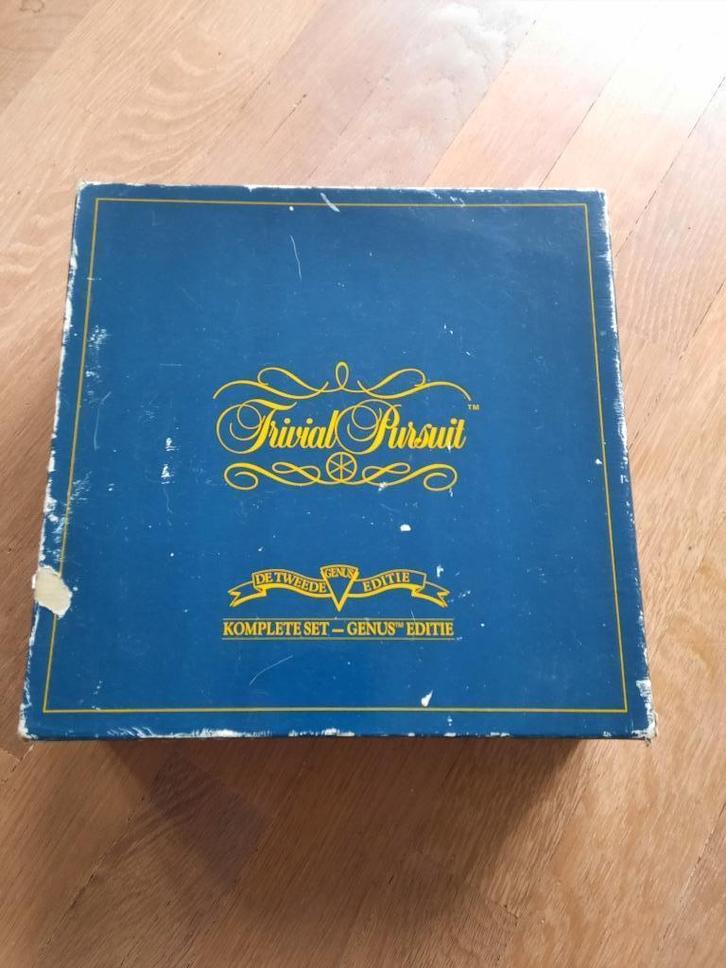 Trivial Pursuit™
DE TWEEDE GENUS EDITIE
KOMPLETE SET — GENUS™ EDITIE